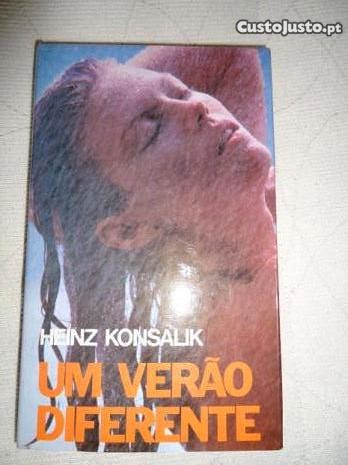 CustoJusto.pt
HEINZ KONSALIK
UM VERÃO
DIFERENTE